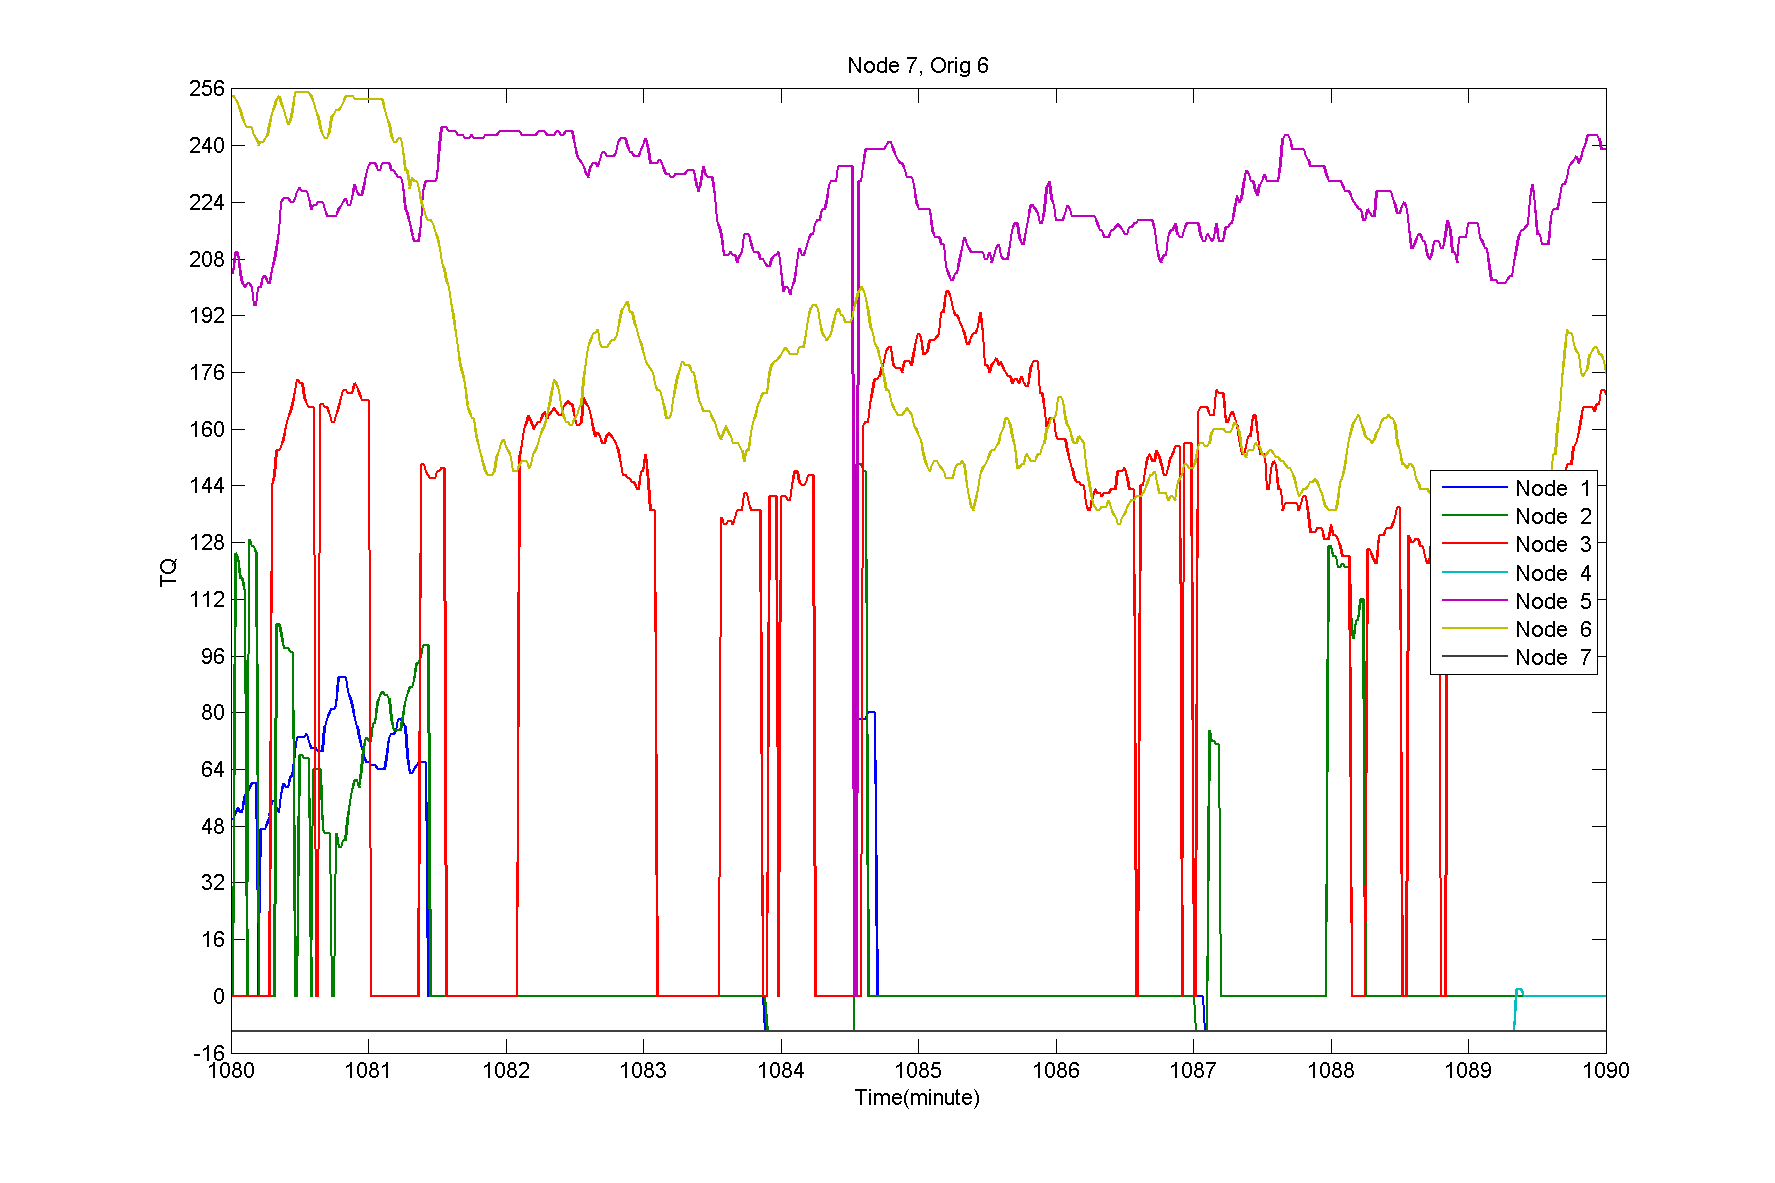 Node 7, Orig 6
256
240
224
208
192
176
160
144
128
112
96
80
64
48
32
16
0
-16
TQ
Node 1
Node 2
Node 3
Node 4
Node 5
Node 6
Node 7
1080 1081 1082 1083 1084 1085 1086 1087 1088 1089 1090
Time(minute)